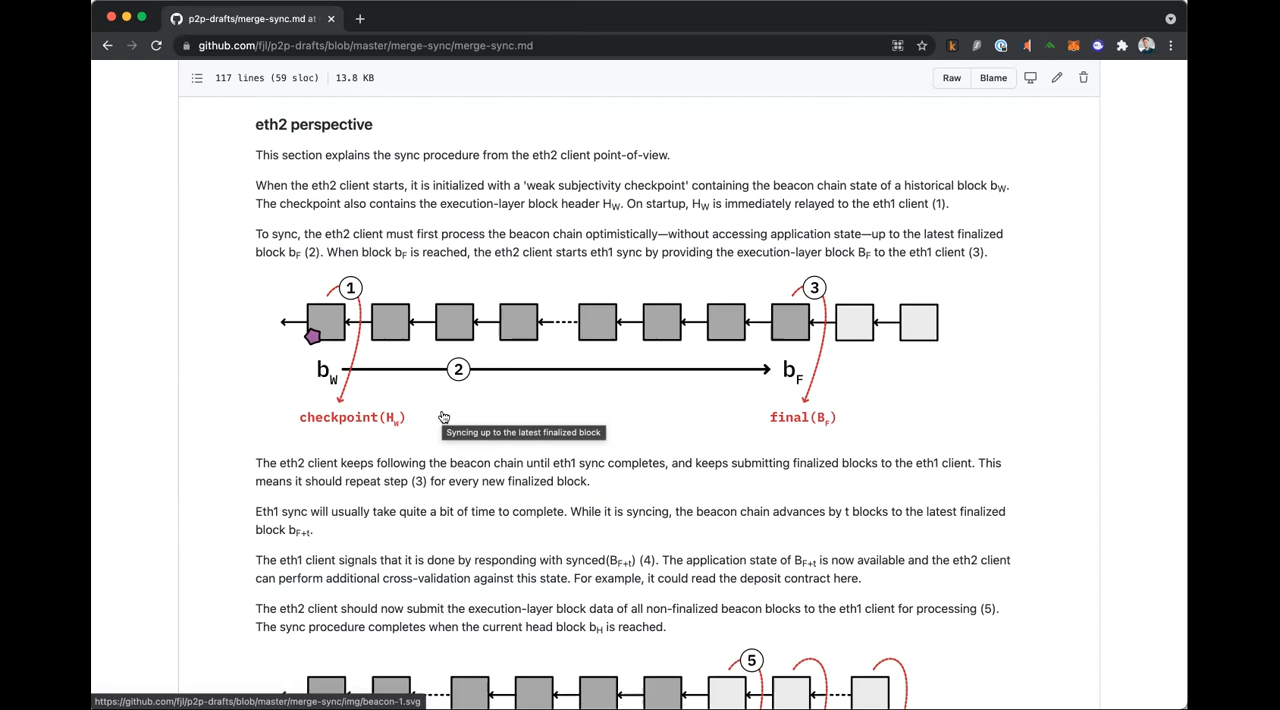 p2p-drafts/merge-sync.md at
github.com/fjl/p2p-drafts/blob/master/merge-sync/merge-sync.md
117 lines (59 sloc) 13.8 KB
Raw Blame
eth2 perspective
This section explains the sync procedure from the eth2 client point-of-view.
When the eth2 client starts, it is initialized with a 'weak subjectivity checkpoint' containing the beacon chain state of a historical block bW.
The checkpoint also contains the execution-layer block header HW. On startup, HW is immediately relayed to the eth1 client (1).
To sync, the eth2 client must first process the beacon chain optimistically—without accessing application state—up to the latest finalized
block bF (2). When block bF is reached, the eth2 client starts eth1 sync by providing the execution-layer block BF to the eth1 client (3).
1 3
bW 2 bF
checkpoint(HW) final(BF)
Syncing up to the latest finalized block
The eth2 client keeps following the beacon chain until eth1 sync completes, and keeps submitting finalized blocks to the eth1 client. This
means it should repeat step (3) for every new finalized block.
Eth1 sync will usually take quite a bit of time to complete. While it is syncing, the beacon chain advances by t blocks to the latest finalized
block bF+t.
The eth1 client signals that it is done by responding with synced(BF+t) (4). The application state of BF+t is now available and the eth2 client
can perform additional cross-validation against this state. For example, it could read the deposit contract here.
The eth2 client should now submit the execution-layer block data of all non-finalized beacon blocks to the eth1 client for processing (5).
The sync procedure completes when the current head block bH is reached.
5
https://github.com/fjl/p2p-drafts/blob/master/merge-sync/img/beacon-1.svg